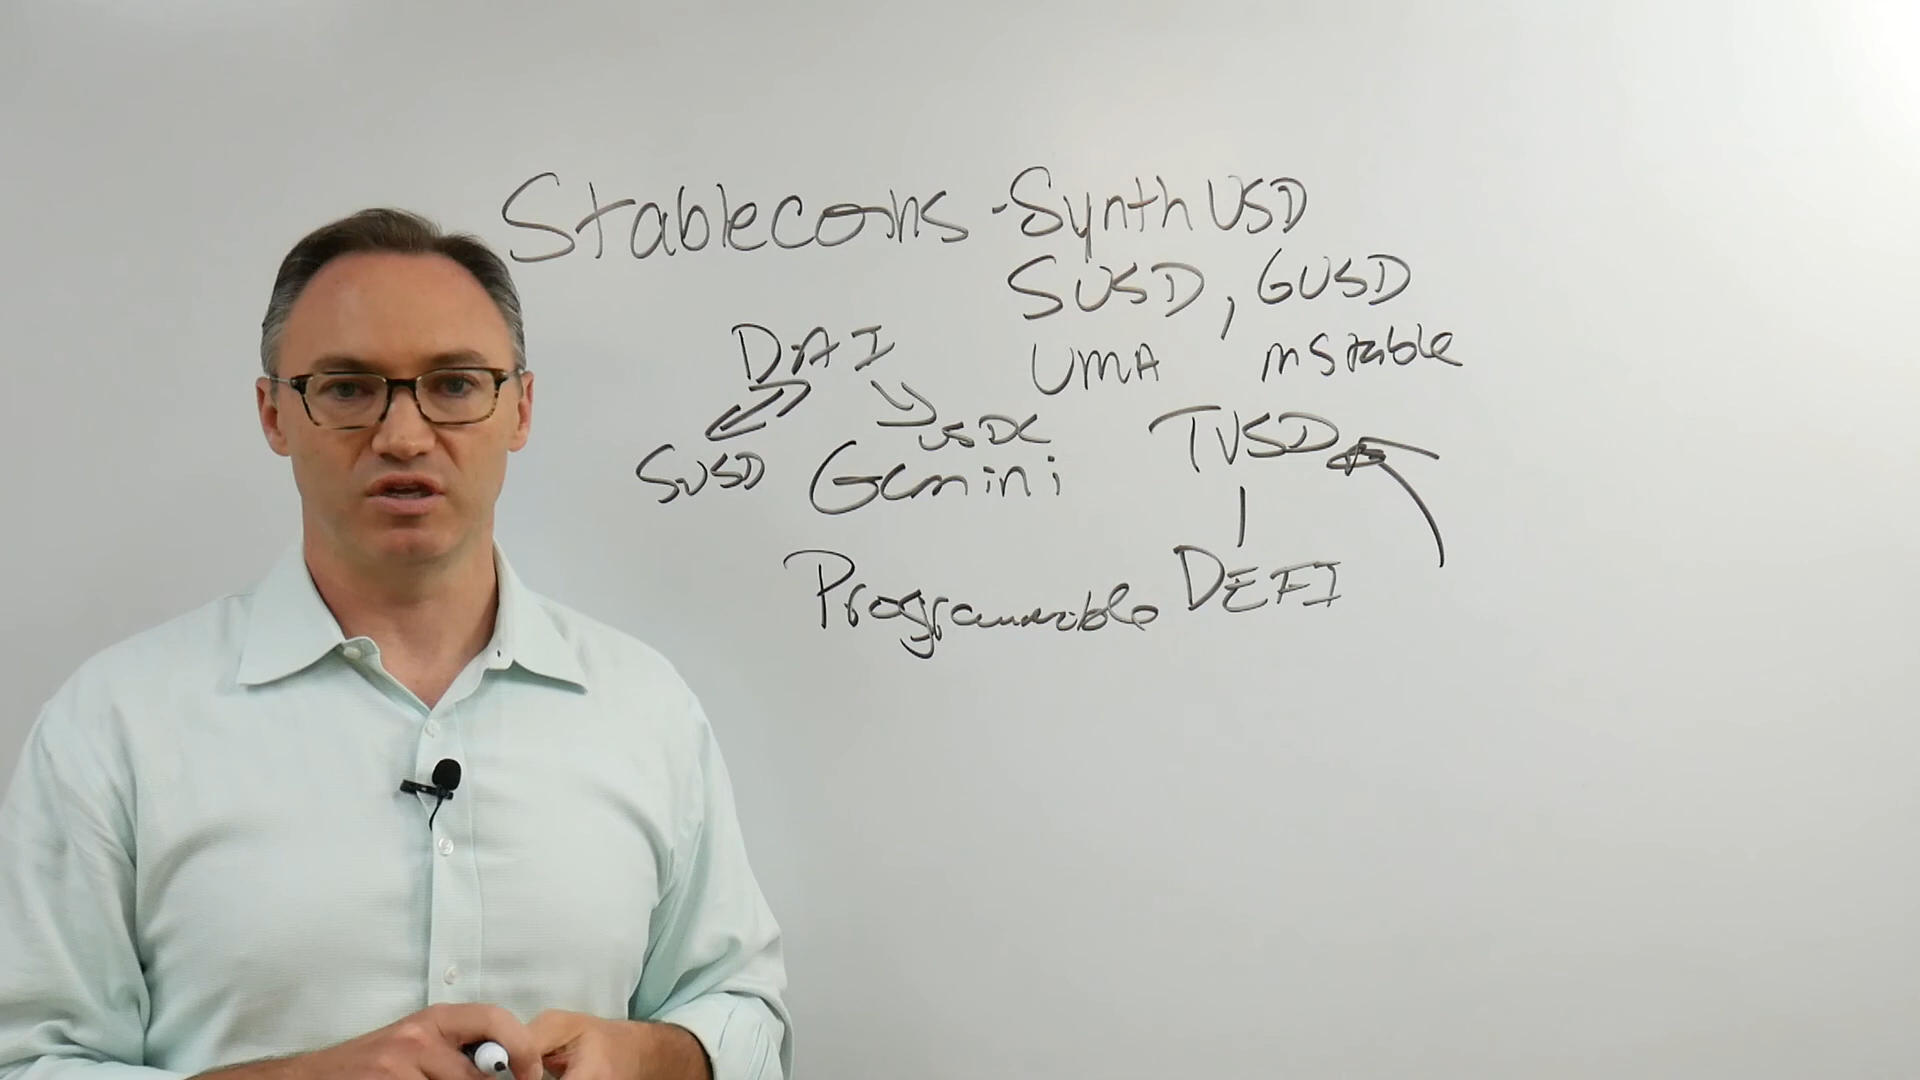 Stablecoins - Synth USD
SUSD, GUSD
DAI UMA mStable
USDC TUSD
SUSD Gemini
Programmable DEFI